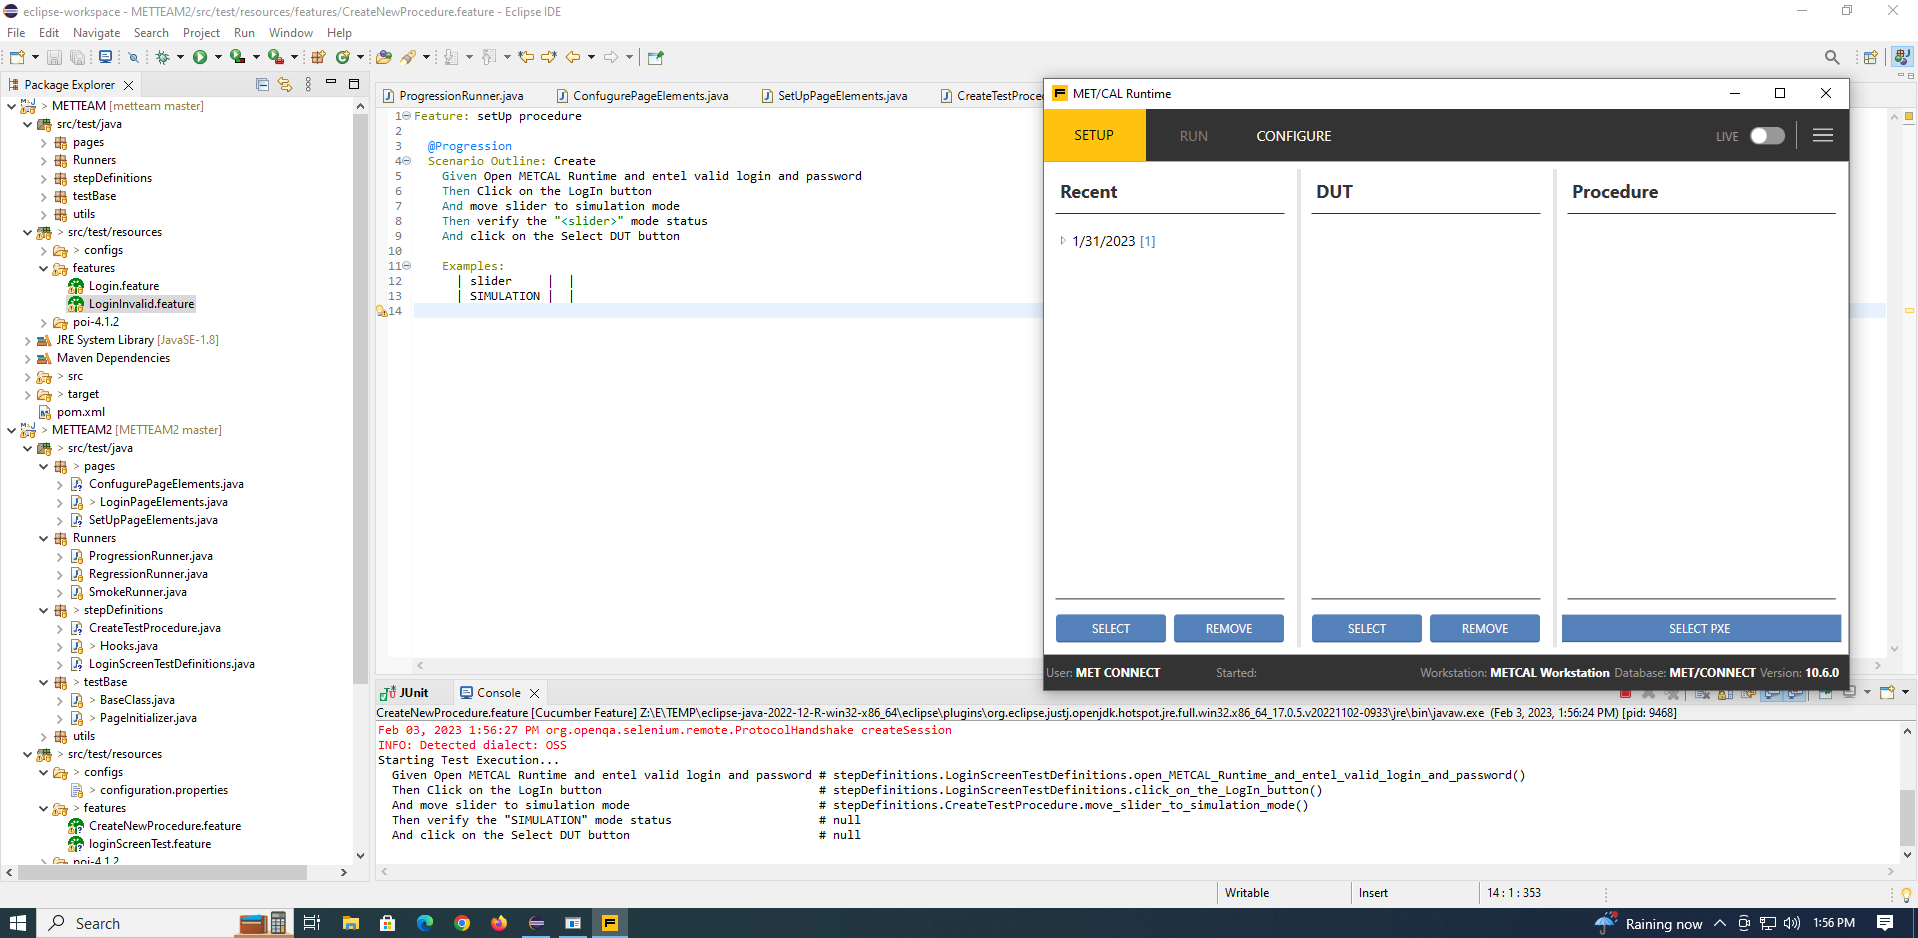 eclipse-workspace - METTEAM2/src/test/resources/features/CreateNewProcedure.feature - Eclipse IDE
File Edit Navigate Search Project Run Window Help
Package Explorer
METTEAM [metteam master]
src/test/java
pages
Runners
stepDefinitions
testBase
utils
> src/test/resources
> configs
features
Login.feature
LoginInvalid.feature
poi-4.1.2
JRE System Library [JavaSE-1.8]
Maven Dependencies
> src
> target
pom.xml
> METTEAM2 [METTEAM2 master]
> src/test/java
> pages
ConfugurePageElements.java
> LoginPageElements.java
SetUpPageElements.java
Runners
ProgressionRunner.java
RegressionRunner.java
SmokeRunner.java
> stepDefinitions
CreateTestProcedure.java
> Hooks.java
LoginScreenTestDefinitions.java
> testBase
> BaseClass.java
> PageInitializer.java
> utils
> src/test/resources
> configs
> configuration.properties
> features
CreateNewProcedure.feature
loginScreenTest.feature
poi-4.1.2
ProgressionRunner.java ConfugurePageElements.java SetUpPageElements.java CreateTestProce
1 Feature: setUp procedure
2
3 @Progression
4 Scenario Outline: Create
5 Given Open METCAL Runtime and entel valid login and password
6 Then Click on the LogIn button
7 And move slider to simulation mode
8 Then verify the "<slider>" mode status
9 And click on the Select DUT button
10
11 Examples:
12 | slider | |
13 | SIMULATION | |
14
MET/CAL Runtime
SETUP RUN CONFIGURE LIVE
Recent DUT Procedure
1/31/2023 [1]
SELECT REMOVE SELECT REMOVE SELECT PXE
User: MET CONNECT Started: Workstation: METCAL Workstation Database: MET/CONNECT Version: 10.6.0
JUnit Console
CreateNewProcedure.feature [Cucumber Feature] Z:\E\TEMP\eclipse-java-2022-12-R-win32-x86_64\eclipse\plugins\org.eclipse.justj.openjdk.hotspot.jre.full.win32.x86_64_17.0.5.v20221102-0933\jre\bin\javaw.exe (Feb 3, 2023, 1:56:24 PM) [pid: 9468]
Feb 03, 2023 1:56:27 PM org.openqa.selenium.remote.ProtocolHandshake createSession
INFO: Detected dialect: OSS
Starting Test Execution...
Given Open METCAL Runtime and entel valid login and password # stepDefinitions.LoginScreenTestDefinitions.open_METCAL_Runtime_and_entel_valid_login_and_password()
Then Click on the LogIn button # stepDefinitions.LoginScreenTestDefinitions.click_on_the_LogIn_button()
And move slider to simulation mode # stepDefinitions.CreateTestProcedure.move_slider_to_simulation_mode()
Then verify the "SIMULATION" mode status # null
And click on the Select DUT button # null
Writable Insert 14 : 1 : 353
Search Raining now 1:56 PM